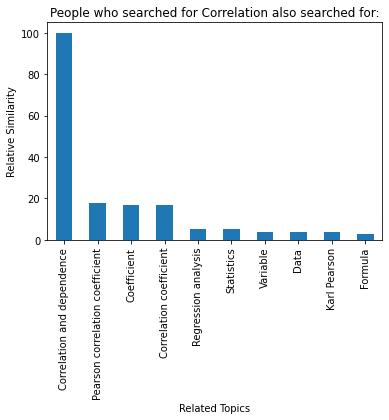 People who searched for Correlation also searched for:
Relative Similarity
100
80
60
40
20
0
Correlation and dependence
Pearson correlation coefficient
Coefficient
Correlation coefficient
Regression analysis
Statistics
Variable
Data
Karl Pearson
Formula
Related Topics